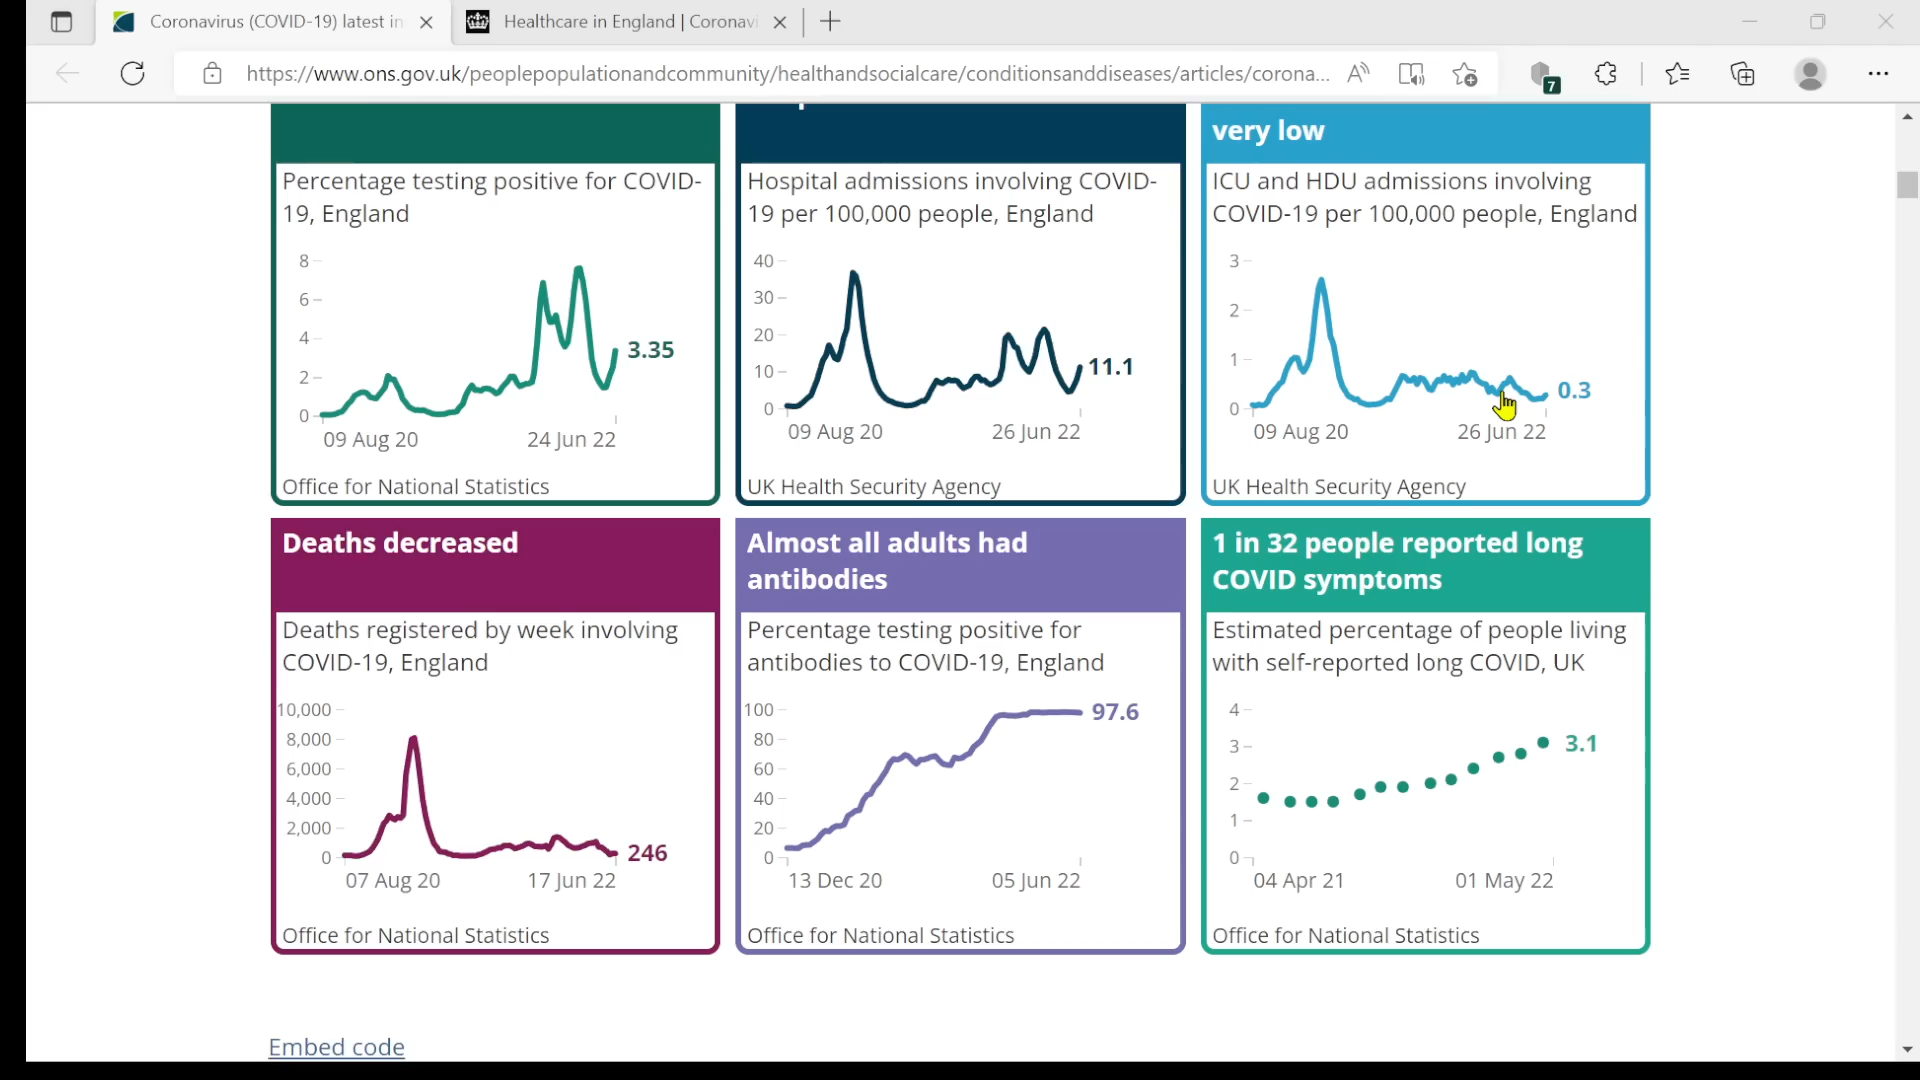 Coronavirus (COVID-19) latest in
Healthcare in England | Coronavi
https://www.ons.gov.uk/peoplepopulationandcommunity/healthandsocialcare/conditionsanddiseases/articles/corona...
7
very low
Percentage testing positive for COVID-
19, England
8
6
4
2
0
3.35
09 Aug 20
24 Jun 22
Office for National Statistics
Hospital admissions involving COVID-
19 per 100,000 people, England
40
30
20
10
0
11.1
09 Aug 20
26 Jun 22
UK Health Security Agency
ICU and HDU admissions involving
COVID-19 per 100,000 people, England
3
2
1
0
0.3
09 Aug 20
26 Jun 22
UK Health Security Agency
Deaths decreased
Deaths registered by week involving
COVID-19, England
10,000
8,000
6,000
4,000
2,000
0
246
07 Aug 20
17 Jun 22
Office for National Statistics
Almost all adults had
antibodies
Percentage testing positive for
antibodies to COVID-19, England
100
80
60
40
20
0
97.6
13 Dec 20
05 Jun 22
Office for National Statistics
1 in 32 people reported long
COVID symptoms
Estimated percentage of people living
with self-reported long COVID, UK
4
3
2
1
0
3.1
04 Apr 21
01 May 22
Office for National Statistics
Embed code